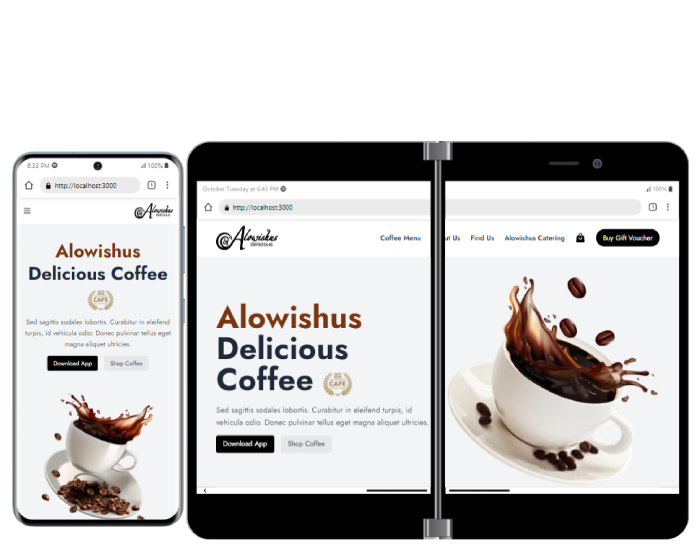 6:33 PM
100%
http://localhost:3000
1
Alowishus
delicious
Alowishus
Delicious Coffee
CAFE
Sed sagittis sodales lobortis. Curabitur in eleifend
turpis, id vehicula odio. Donec pulvinar tellus eget
magna aliquet ultricies.
Download App
Shop Coffee
October Tuesday at 6:43 PM
100%
http://localhost:3000
1
Alowishus
delicious
Coffee Menu
ut Us
Find Us
Alowishus Catering
Buy Gift Voucher
Alowishus
Delicious
Coffee
CAFE
Sed sagittis sodales lobortis. Curabitur in eleifend turpis, id
vehicula odio. Donec pulvinar tellus eget magna aliquet ultricies.
Download App
Shop Coffee